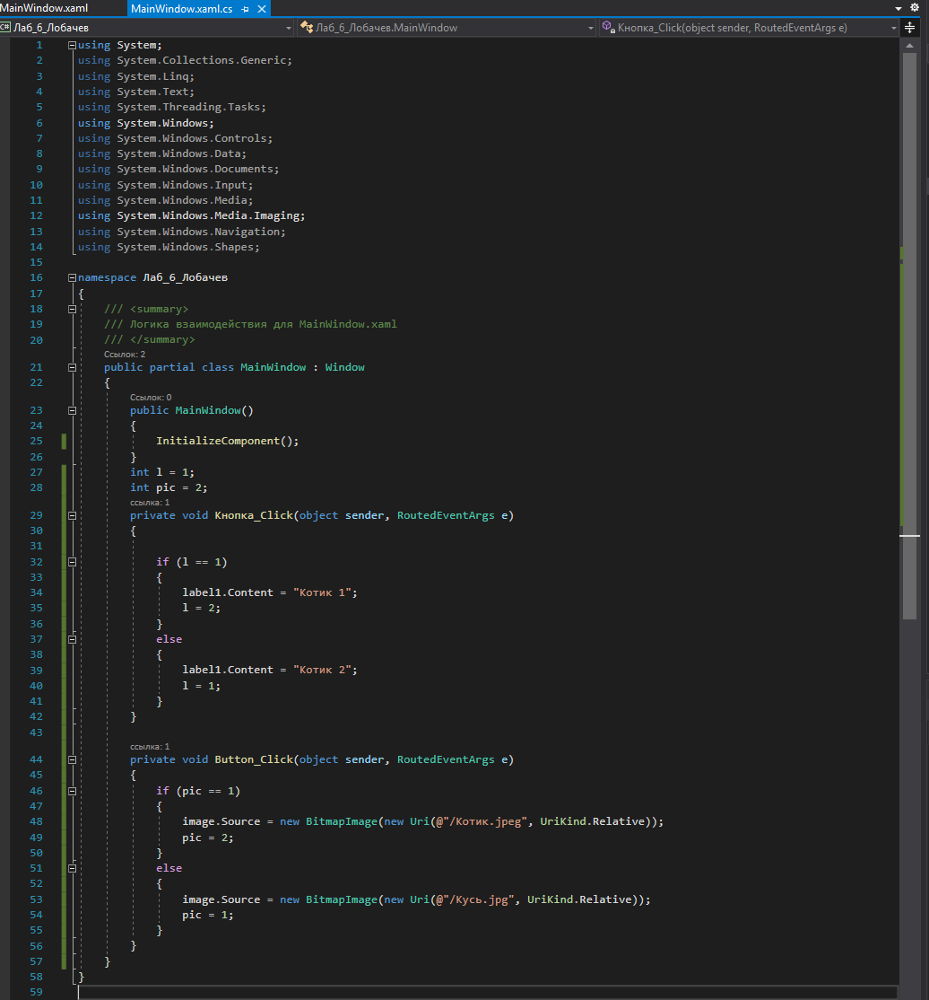 MainWindow.xaml
MainWindow.xaml.cs
C# Лаб_6_Лобачев
Лаб_6_Лобачев.MainWindow
Кнопка_Click(object sender, RoutedEventArgs e)
1 using System;
2 using System.Collections.Generic;
3 using System.Linq;
4 using System.Text;
5 using System.Threading.Tasks;
6 using System.Windows;
7 using System.Windows.Controls;
8 using System.Windows.Data;
9 using System.Windows.Documents;
10 using System.Windows.Input;
11 using System.Windows.Media;
12 using System.Windows.Media.Imaging;
13 using System.Windows.Navigation;
14 using System.Windows.Shapes;
15
16 namespace Лаб_6_Лобачев
17 {
18 /// <summary>
19 /// Логика взаимодействия для MainWindow.xaml
20 /// </summary>
Ссылок: 2
21 public partial class MainWindow : Window
22 {
Ссылок: 0
23 public MainWindow()
24 {
25 InitializeComponent();
26 }
27 int l = 1;
28 int pic = 2;
ссылка: 1
29 private void Кнопка_Click(object sender, RoutedEventArgs e)
30 {
31
32 if (l == 1)
33 {
34 label1.Content = "Котик 1";
35 l = 2;
36 }
37 else
38 {
39 label1.Content = "Котик 2";
40 l = 1;
41 }
42 }
43
ссылка: 1
44 private void Button_Click(object sender, RoutedEventArgs e)
45 {
46 if (pic == 1)
47 {
48 image.Source = new BitmapImage(new Uri(@"/Котик.jpeg", UriKind.Relative));
49 pic = 2;
50 }
51 else
52 {
53 image.Source = new BitmapImage(new Uri(@"/Кусь.jpg", UriKind.Relative));
54 pic = 1;
55 }
56 }
57 }
58 }
59